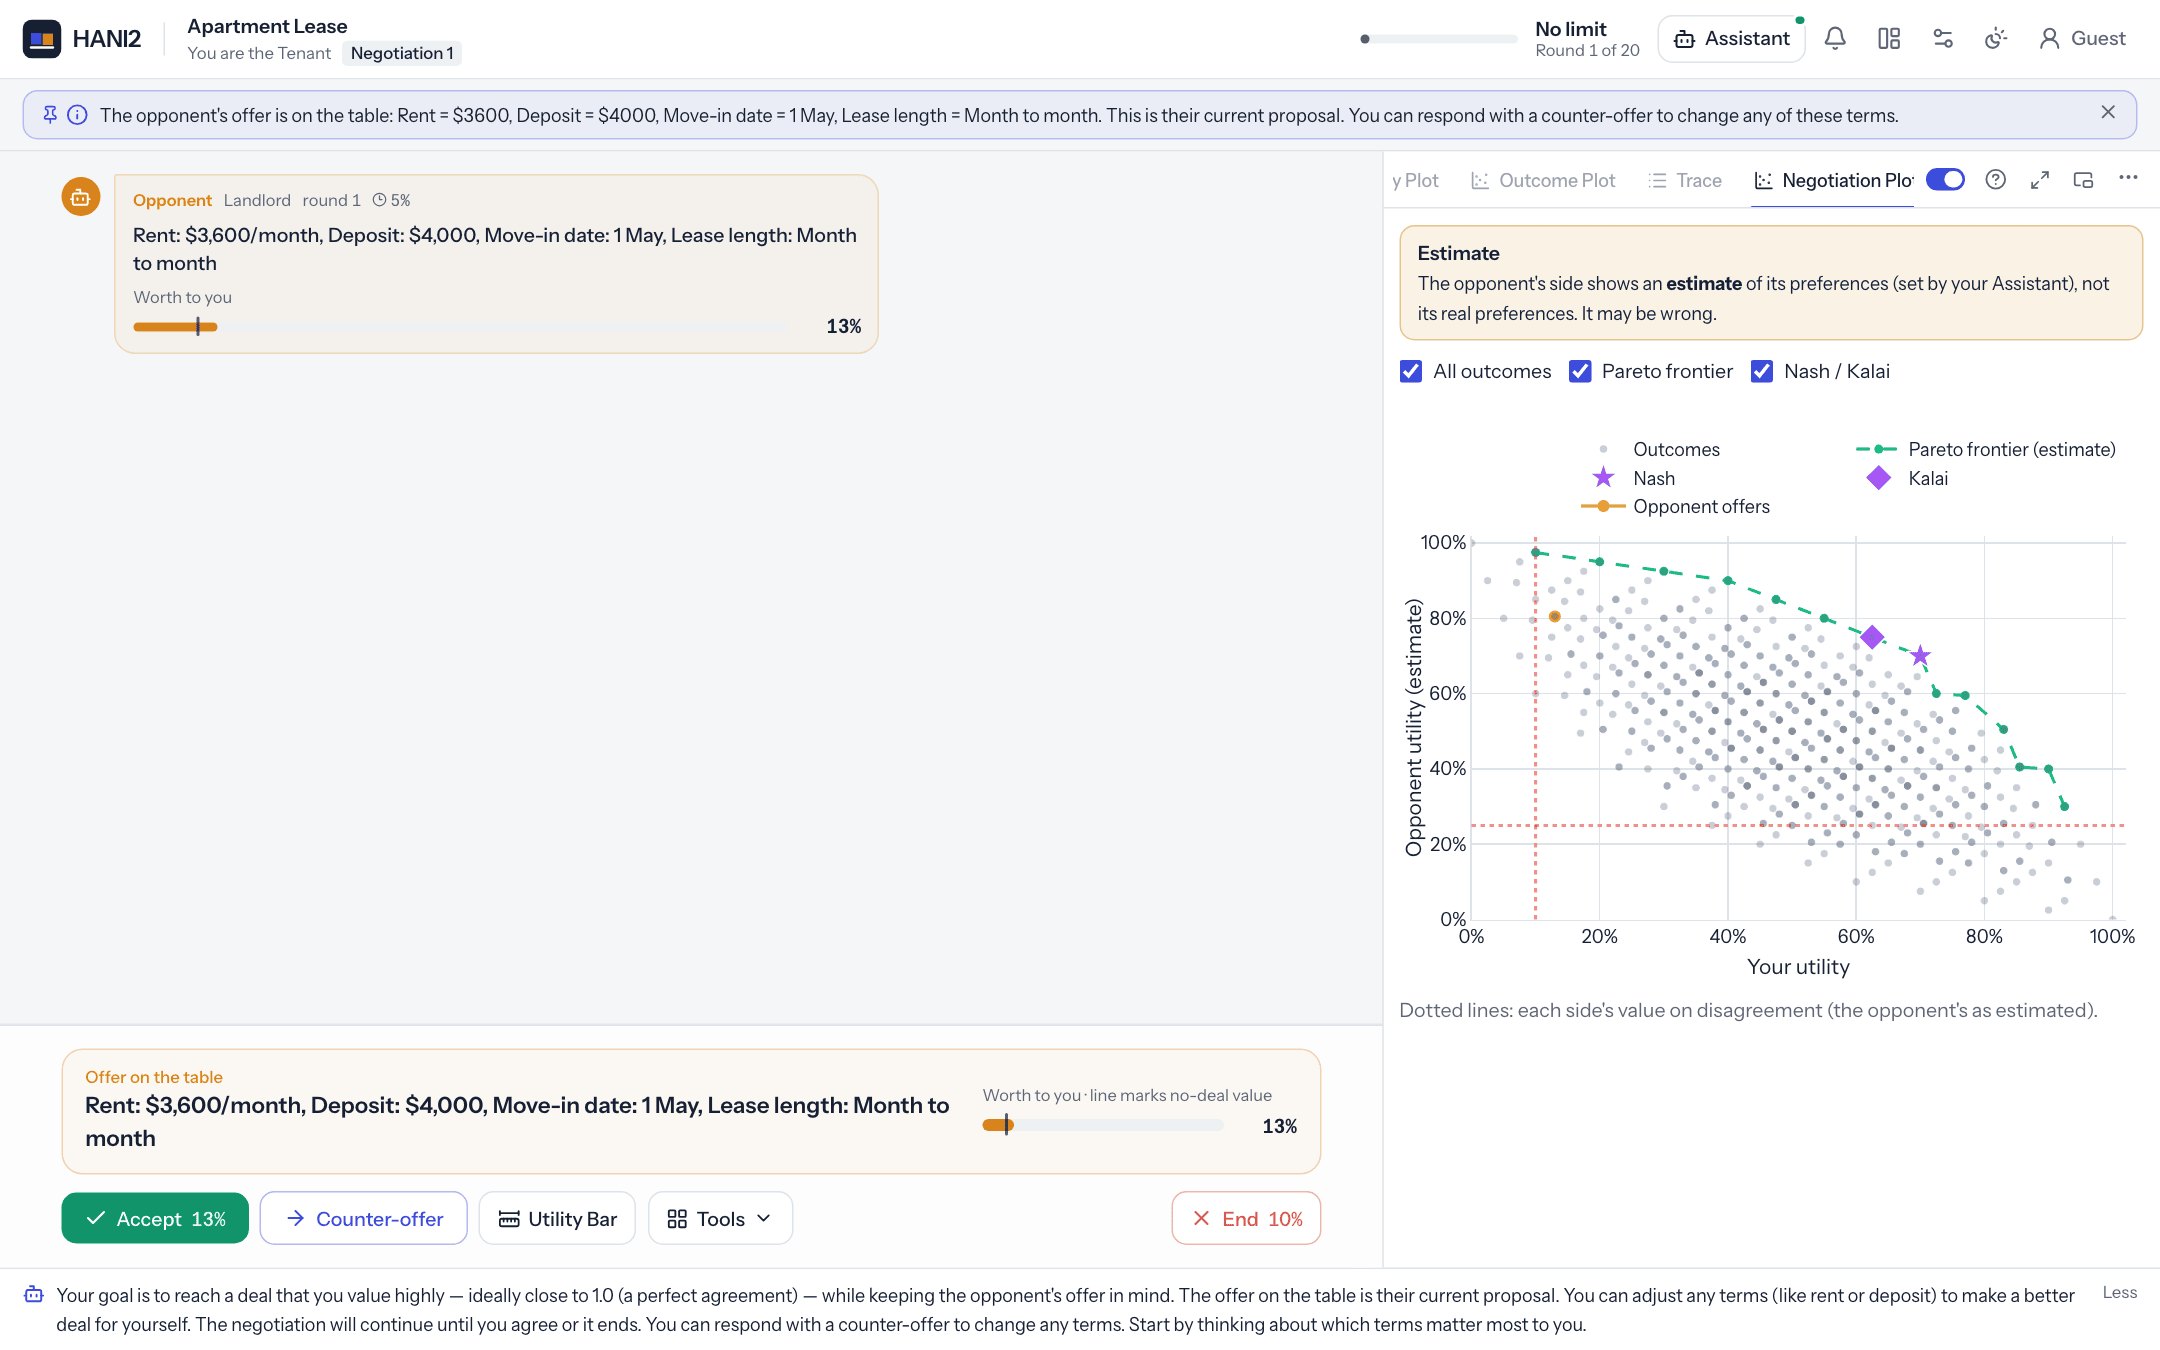 HANI2
Apartment Lease
You are the Tenant
Negotiation 1
No limit
Round 1 of 20
Assistant
Guest
The opponent's offer is on the table: Rent = $3600, Deposit = $4000, Move-in date = 1 May, Lease length = Month to month. This is their current proposal. You can respond with a counter-offer to change any of these terms.
Opponent Landlord round 1 5%
Rent: $3,600/month, Deposit: $4,000, Move-in date: 1 May, Lease length: Month
to month
Worth to you
13%
y Plot
Outcome Plot
Trace
Negotiation Plo
Estimate
The opponent's side shows an estimate of its preferences (set by your Assistant), not
its real preferences. It may be wrong.
All outcomes
Pareto frontier
Nash / Kalai
Outcomes
Pareto frontier (estimate)
Nash
Kalai
Opponent offers
Opponent utility (estimate)
100%
80%
60%
40%
20%
0%
0%
20%
40%
60%
80%
100%
Your utility
Dotted lines: each side's value on disagreement (the opponent's as estimated).
Offer on the table
Rent: $3,600/month, Deposit: $4,000, Move-in date: 1 May, Lease length: Month to
month
Worth to you · line marks no-deal value
13%
Accept 13%
Counter-offer
Utility Bar
Tools
End 10%
Your goal is to reach a deal that you value highly — ideally close to 1.0 (a perfect agreement) — while keeping the opponent's offer in mind. The offer on the table is their current proposal. You can adjust any terms (like rent or deposit) to make a better
deal for yourself. The negotiation will continue until you agree or it ends. You can respond with a counter-offer to change any terms. Start by thinking about which terms matter most to you.
Less